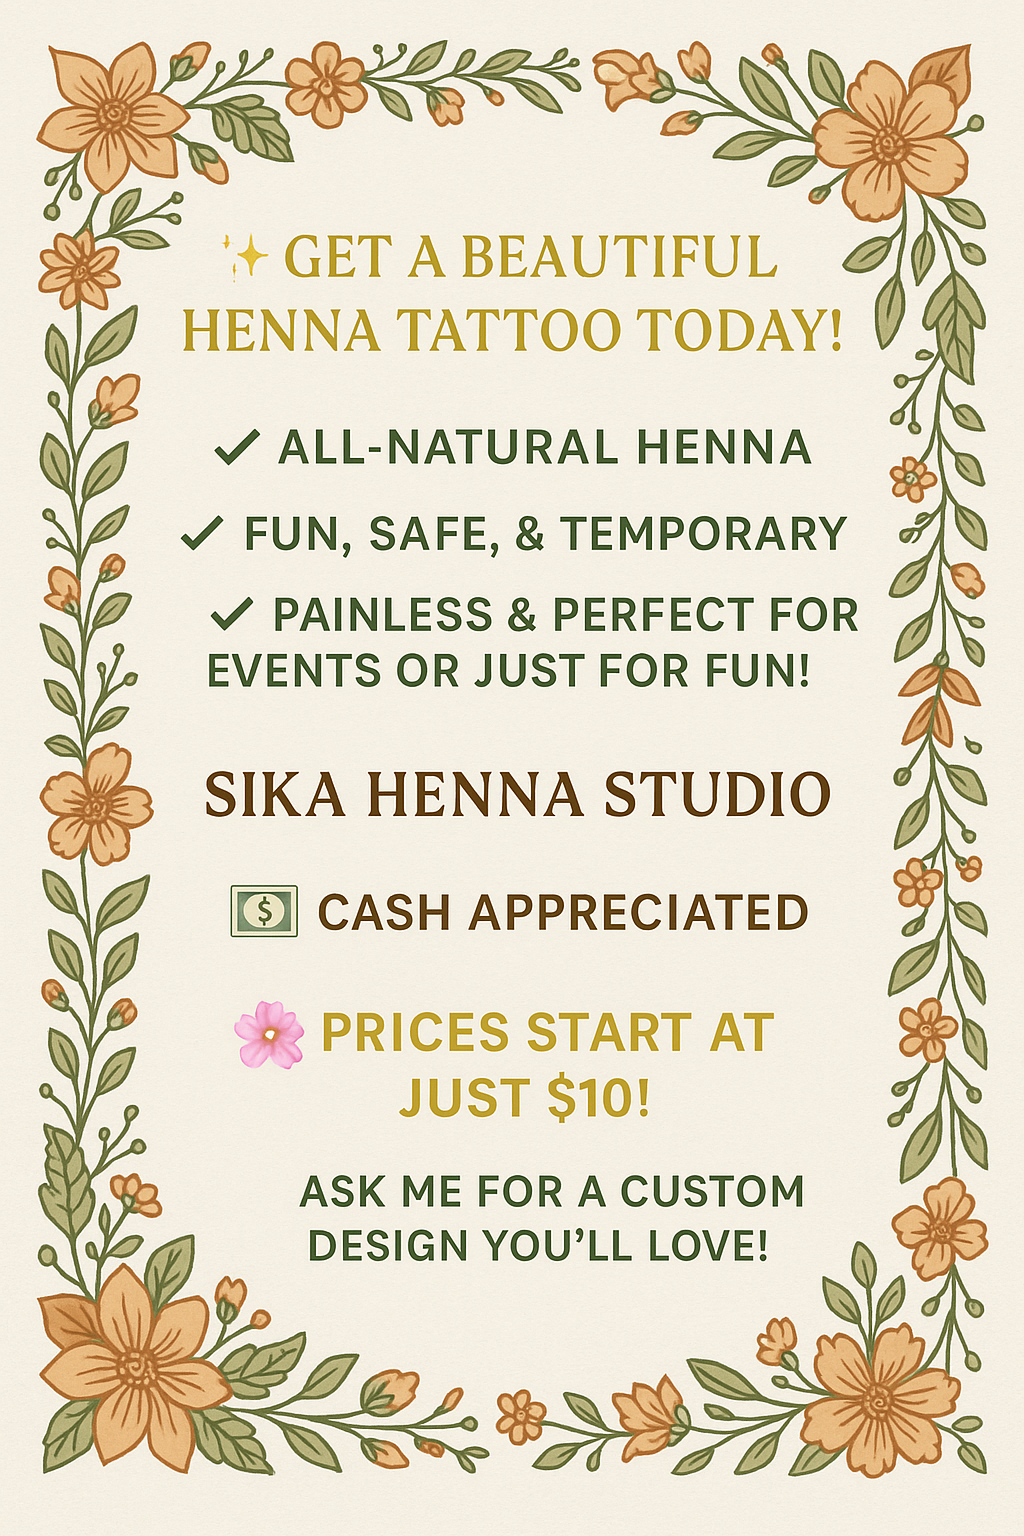 ✨ GET A BEAUTIFUL
HENNA TATTOO TODAY!
✓ ALL-NATURAL HENNA
✓ FUN, SAFE, & TEMPORARY
✓ PAINLESS & PERFECT FOR
EVENTS OR JUST FOR FUN!
SIKA HENNA STUDIO
💵 CASH APPRECIATED
🌸 PRICES START AT
JUST $10!
ASK ME FOR A CUSTOM
DESIGN YOU’LL LOVE!